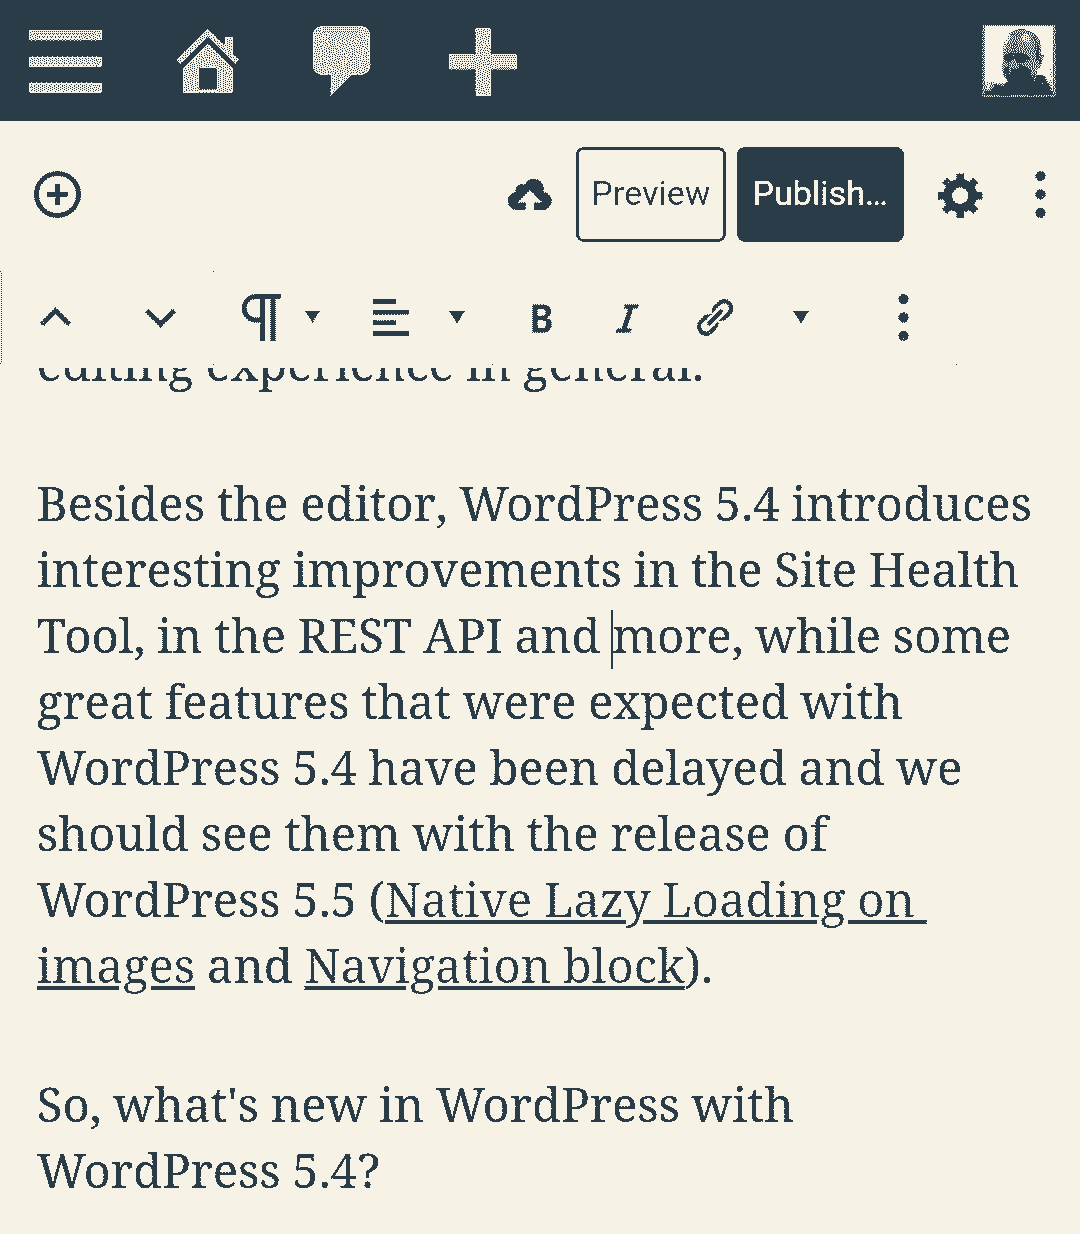 Preview
Publish...
B I
editing experience in general.
Besides the editor, WordPress 5.4 introduces
interesting improvements in the Site Health
Tool, in the REST API and more, while some
great features that were expected with
WordPress 5.4 have been delayed and we
should see them with the release of
WordPress 5.5 (Native Lazy Loading on
images and Navigation block).
So, what's new in WordPress with
WordPress 5.4?